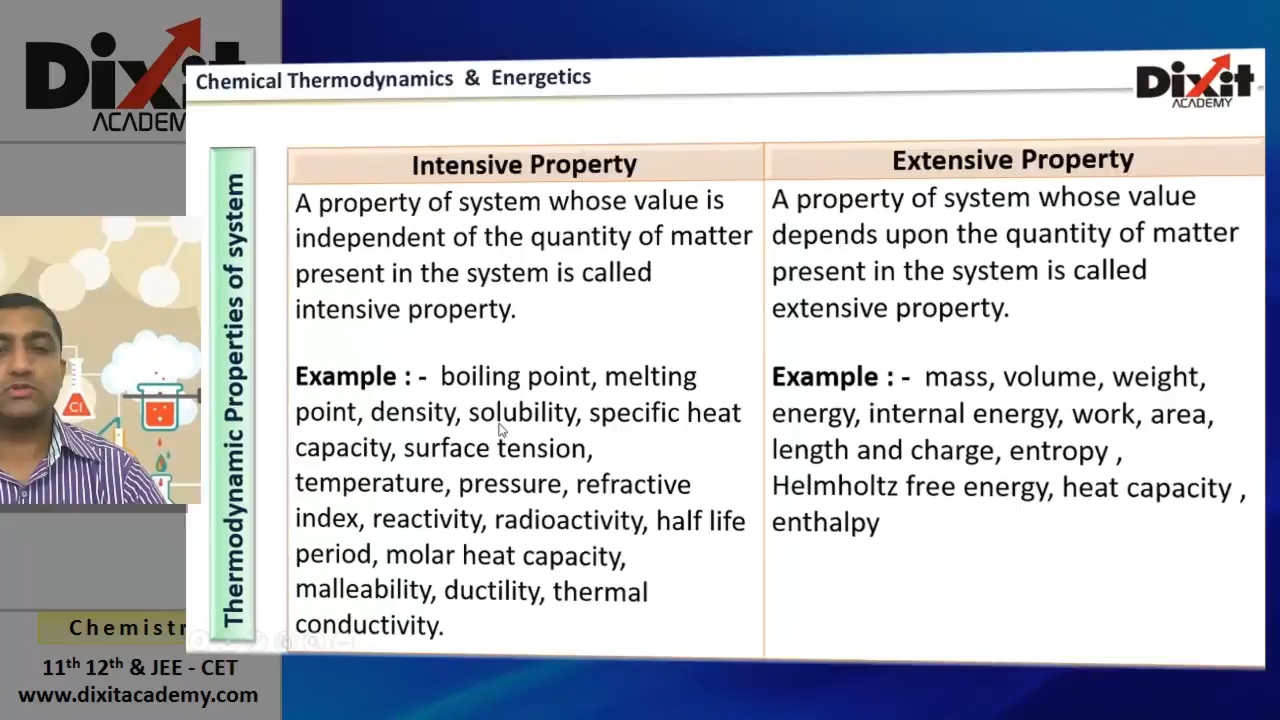 Dixit
ACADEMY
Chemical Thermodynamics & Energetics
Dixit
ACADEMY
Thermodynamic Properties of system
Intensive Property
A property of system whose value is
independent of the quantity of matter
present in the system is called
intensive property.
Example : - boiling point, melting
point, density, solubility, specific heat
capacity, surface tension,
temperature, pressure, refractive
index, reactivity, radioactivity, half life
period, molar heat capacity,
malleability, ductility, thermal
conductivity.
Extensive Property
A property of system whose value
depends upon the quantity of matter
present in the system is called
extensive property.
Example : - mass, volume, weight,
energy, internal energy, work, area,
length and charge, entropy ,
Helmholtz free energy, heat capacity ,
enthalpy
Cl
Chemistr
11th 12th & JEE - CET
www.dixitacademy.com